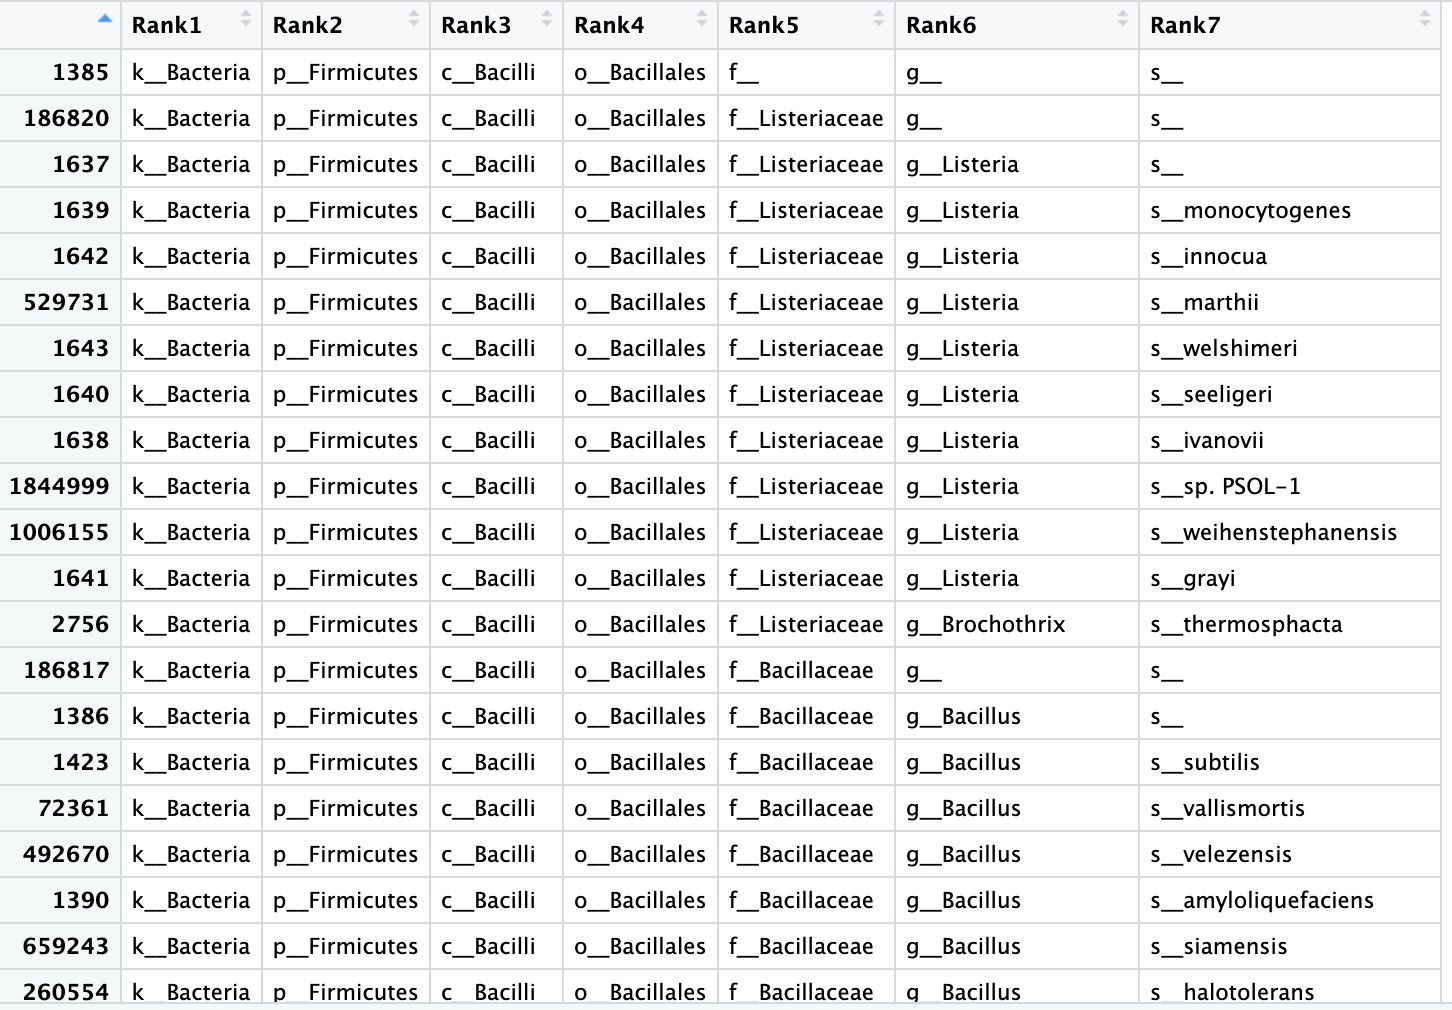 Rank1 Rank2 Rank3 Rank4 Rank5 Rank6 Rank7
1385 k__Bacteria p__Firmicutes c__Bacilli o__Bacillales f__ g__ s__
186820 k__Bacteria p__Firmicutes c__Bacilli o__Bacillales f__Listeriaceae g__ s__
1637 k__Bacteria p__Firmicutes c__Bacilli o__Bacillales f__Listeriaceae g__Listeria s__
1639 k__Bacteria p__Firmicutes c__Bacilli o__Bacillales f__Listeriaceae g__Listeria s__monocytogenes
1642 k__Bacteria p__Firmicutes c__Bacilli o__Bacillales f__Listeriaceae g__Listeria s__innocua
529731 k__Bacteria p__Firmicutes c__Bacilli o__Bacillales f__Listeriaceae g__Listeria s__marthii
1643 k__Bacteria p__Firmicutes c__Bacilli o__Bacillales f__Listeriaceae g__Listeria s__welshimeri
1640 k__Bacteria p__Firmicutes c__Bacilli o__Bacillales f__Listeriaceae g__Listeria s__seeligeri
1638 k__Bacteria p__Firmicutes c__Bacilli o__Bacillales f__Listeriaceae g__Listeria s__ivanovii
1844999 k__Bacteria p__Firmicutes c__Bacilli o__Bacillales f__Listeriaceae g__Listeria s__sp. PSOL-1
1006155 k__Bacteria p__Firmicutes c__Bacilli o__Bacillales f__Listeriaceae g__Listeria s__weihenstephanensis
1641 k__Bacteria p__Firmicutes c__Bacilli o__Bacillales f__Listeriaceae g__Listeria s__grayi
2756 k__Bacteria p__Firmicutes c__Bacilli o__Bacillales f__Listeriaceae g__Brochothrix s__thermosphacta
186817 k__Bacteria p__Firmicutes c__Bacilli o__Bacillales f__Bacillaceae g__ s__
1386 k__Bacteria p__Firmicutes c__Bacilli o__Bacillales f__Bacillaceae g__Bacillus s__
1423 k__Bacteria p__Firmicutes c__Bacilli o__Bacillales f__Bacillaceae g__Bacillus s__subtilis
72361 k__Bacteria p__Firmicutes c__Bacilli o__Bacillales f__Bacillaceae g__Bacillus s__vallismortis
492670 k__Bacteria p__Firmicutes c__Bacilli o__Bacillales f__Bacillaceae g__Bacillus s__velezensis
1390 k__Bacteria p__Firmicutes c__Bacilli o__Bacillales f__Bacillaceae g__Bacillus s__amyloliquefaciens
659243 k__Bacteria p__Firmicutes c__Bacilli o__Bacillales f__Bacillaceae g__Bacillus s__siamensis
260554 k__Bacteria p__Firmicutes c__Bacilli o__Bacillales f__Bacillaceae g__Bacillus s__halotolerans